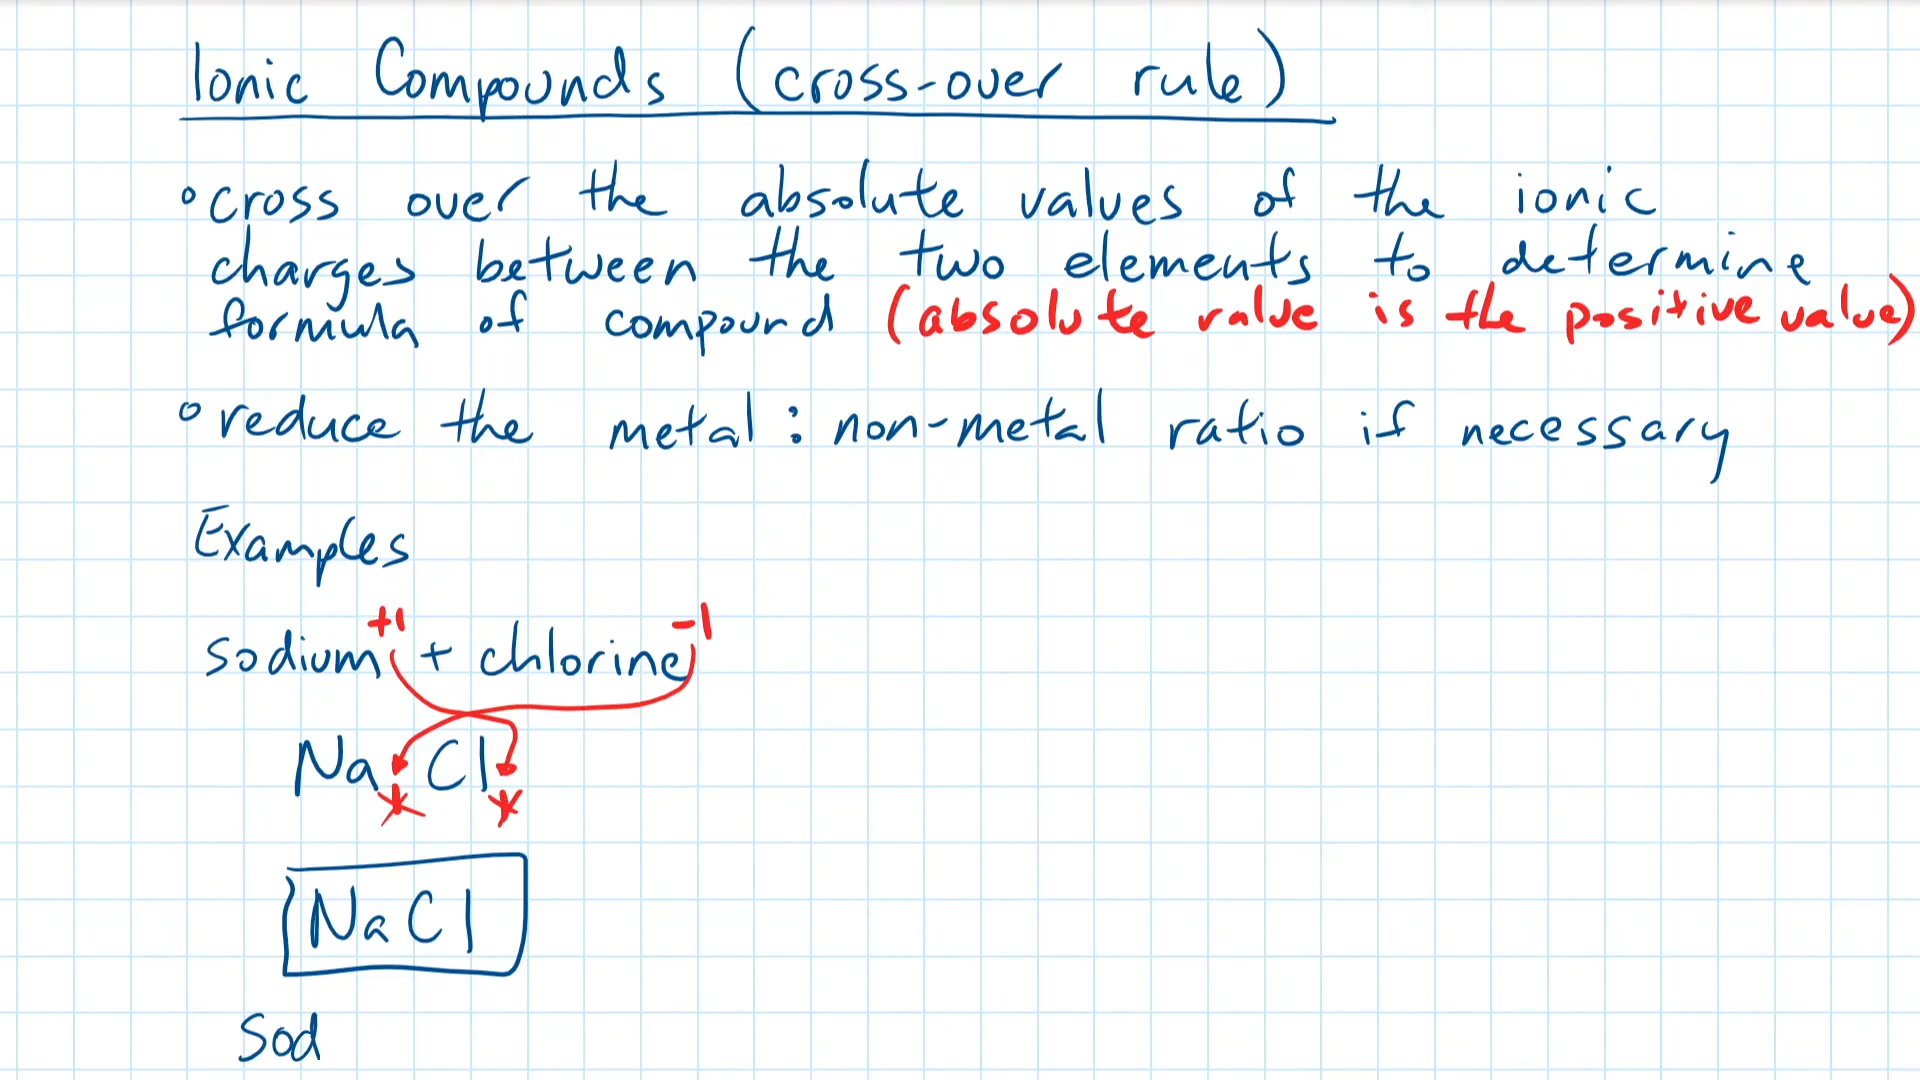 Ionic Compounds (cross-over rule)
° cross over the absolute values of the ionic
charges between the two elements to determine
formula of compound (absolute value is the positive value)
° reduce the metal : non-metal ratio if necessary
Examples
sodium +1 + chlorine -1
Na Cl
NaCl
Sod